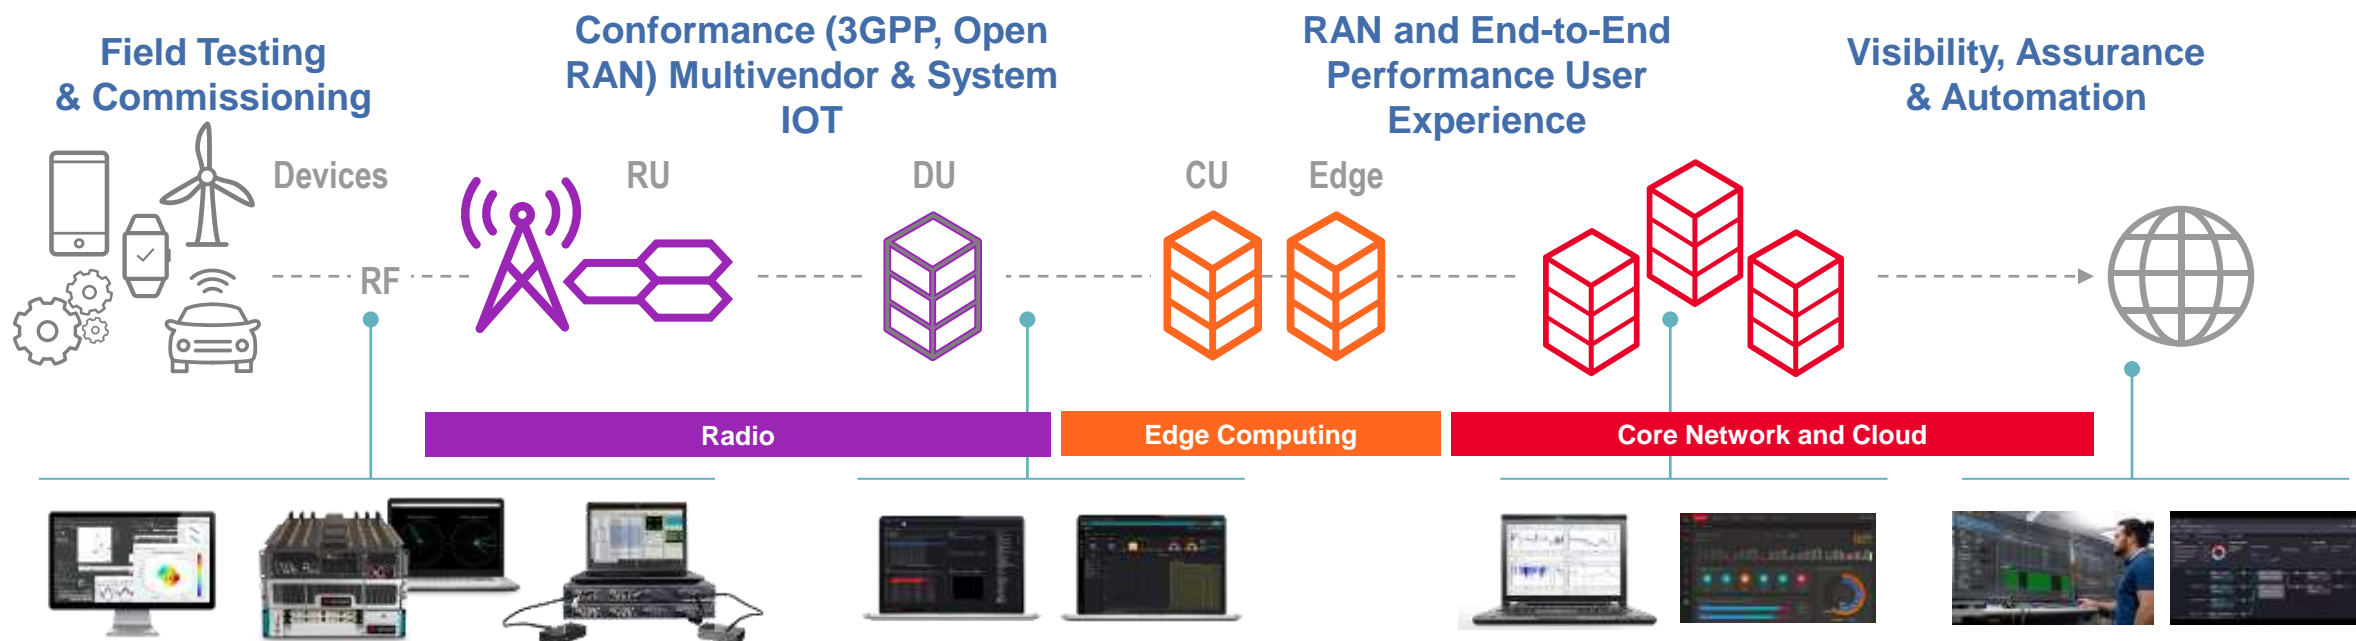 Field Testing
& Commissioning
Conformance (3GPP, Open
RAN) Multivendor & System
IOT
RAN and End-to-End
Performance User
Experience
Visibility, Assurance
& Automation
Devices
RU
DU
CU
Edge
RF
Radio
Edge Computing
Core Network and Cloud